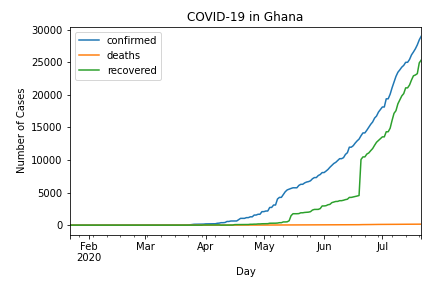 COVID-19 in Ghana
confirmed
deaths
recovered
Number of Cases
30000
25000
20000
15000
10000
5000
0
Feb
2020
Mar
Apr
May
Jun
Jul
Day